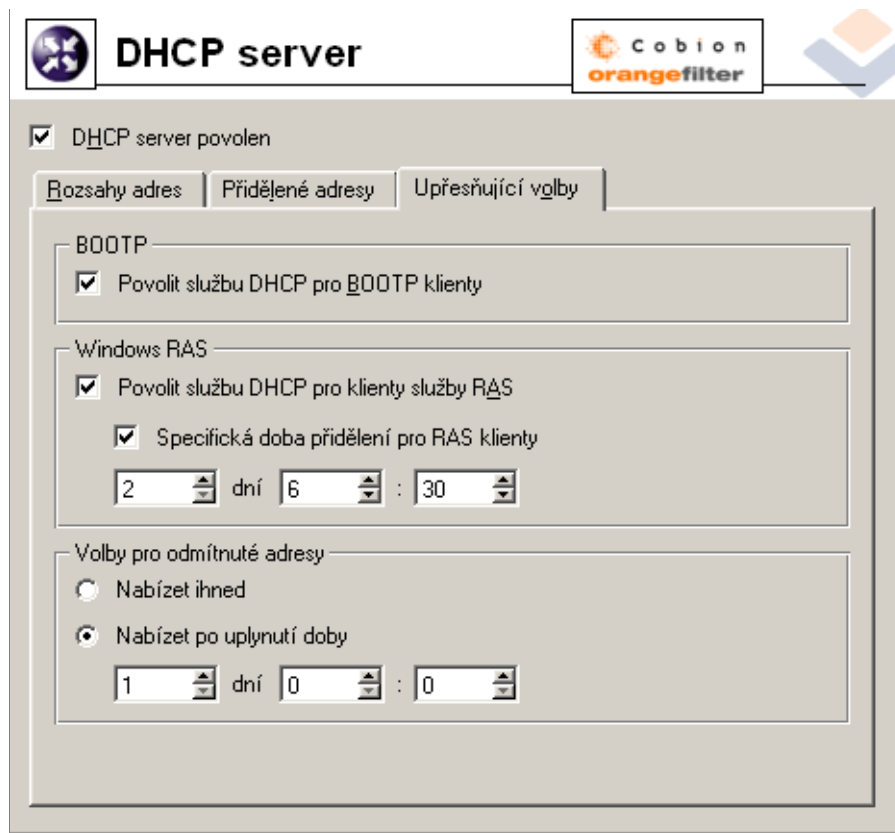 DHCP server
Cobion
orangefilter
DHCP server povolen
Rozsahy adres
Přidělené adresy
Upřesňující volby
BOOTP
Povolit službu DHCP pro BOOTP klienty
Windows RAS
Povolit službu DHCP pro klienty služby RAS
Specifická doba přidělení pro RAS klienty
2 dní 6 : 30
Volby pro odmítnuté adresy
Nabízet ihned
Nabízet po uplynutí doby
1 dní 0 : 0